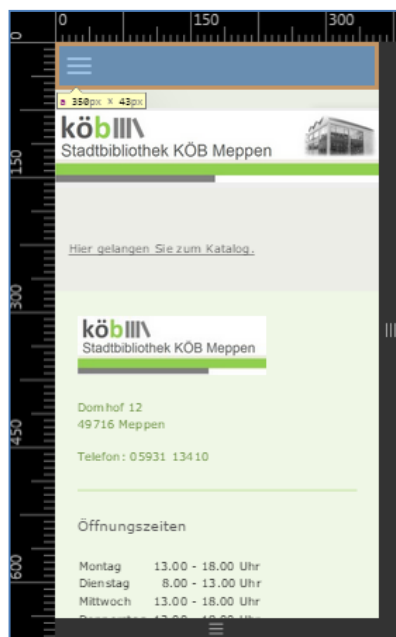 0 150 300
0
a 350px × 43px
köb
Stadtbibliothek KÖB Meppen
150
Hier gelangen Sie zum Katalog.
300
köb
Stadtbibliothek KÖB Meppen
Domhof 12
49716 Meppen
450
Telefon: 05931 13410
Öffnungszeiten
600
Montag 13.00 - 18.00 Uhr
Dienstag 8.00 - 13.00 Uhr
Mittwoch 13.00 - 18.00 Uhr